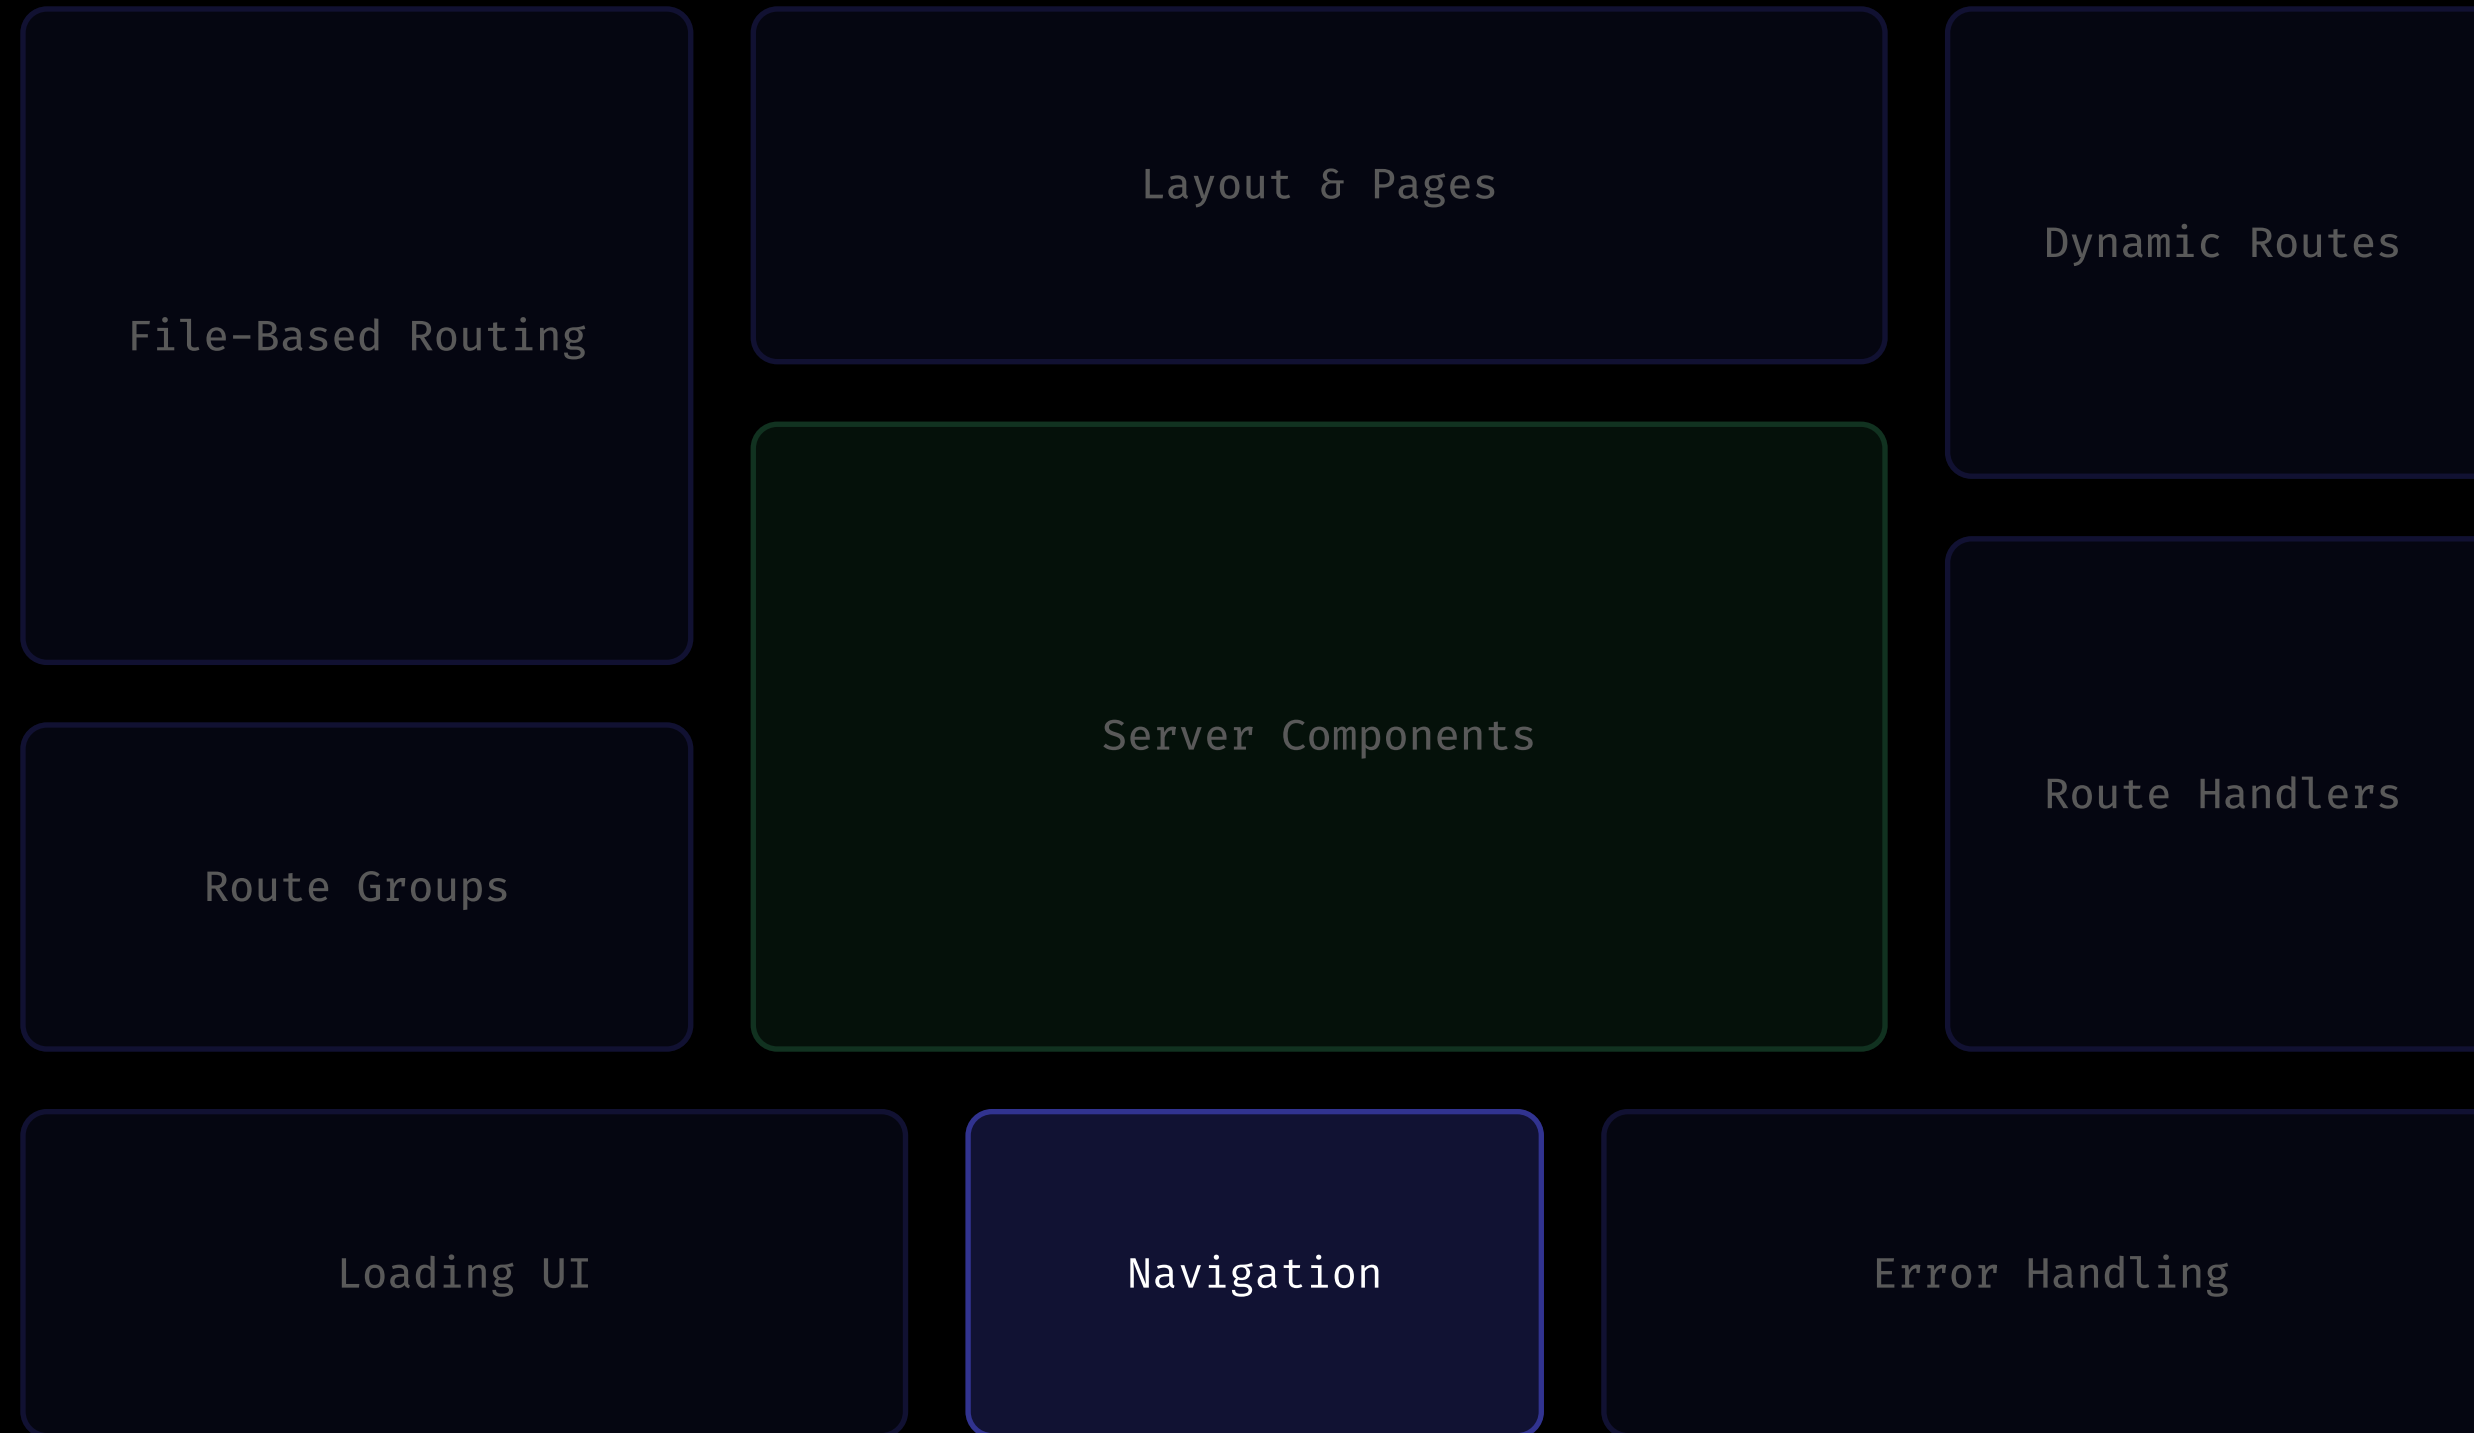 File-Based Routing
Layout & Pages
Dynamic Routes
Server Components
Route Handlers
Route Groups
Loading UI
Navigation
Error Handling